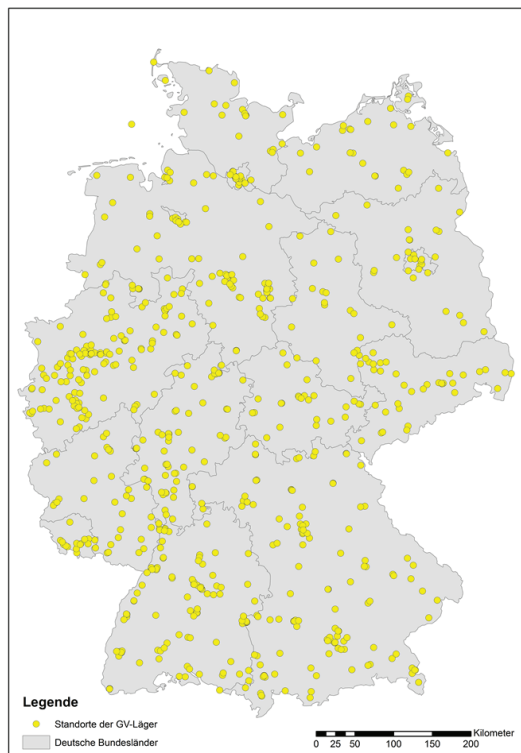 Legende
Standorte der GV-Läger
Deutsche Bundesländer
Kilometer
0 25 50 100 150 200